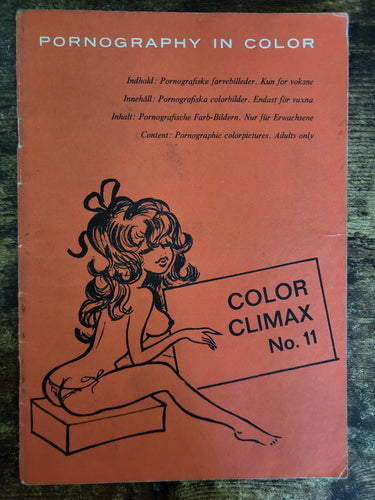 PORNOGRAPHY IN COLOR
Indhold: Pornografiske farvebilleder. Kun for voksne
Innehåll: Pornografiska colorbilder. Endast för vuxna
Inhalt: Pornografische Farb-Bildern. Nur für Erwachsene
Content: Pornographic colorpictures. Adults only
COLOR
CLIMAX
No. 11